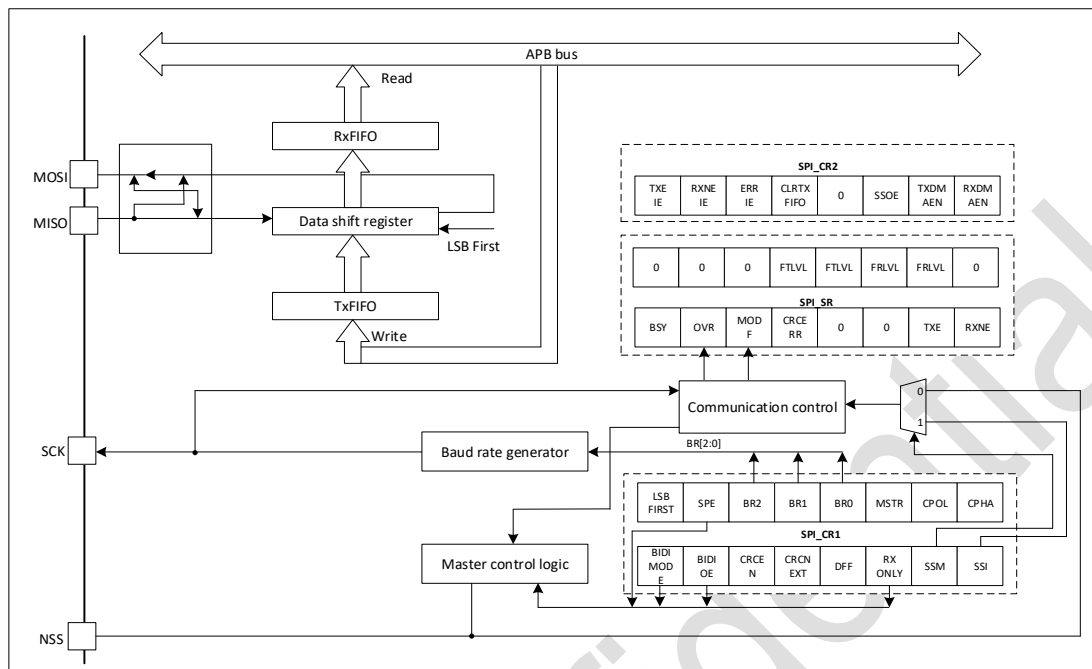 APB bus
Read
RxFIFO
MOSI
MISO
Data shift register
LSB First
TxFIFO
Write
SPI_CR2
TXE
IE
RXNE
IE
ERR
IE
CLRTX
FIFO
0
SSOE
TXDM
AEN
RXDM
AEN
0
0
0
FTLVL
FTLVL
FRLVL
FRLVL
0
SPI_SR
BSY
OVR
MOD
F
CRCE
RR
0
0
TXE
RXNE
Communication control
0
1
SCK
Baud rate generator
BR[2:0]
LSB
FIRST
SPE
BR2
BR1
BR0
MSTR
CPOL
CPHA
SPI_CR1
Master control logic
BIDI
MOD
E
BIDI
OE
CRCE
N
CRCN
EXT
DFF
RX
ONLY
SSM
SSI
NSS
fidential